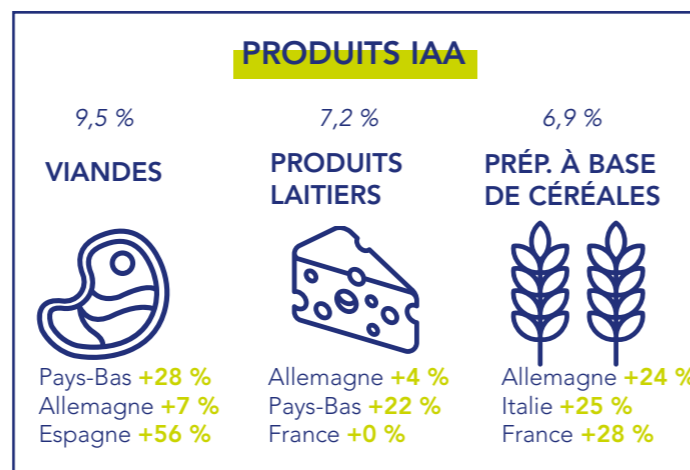 PRODUITS IAA
9,5 %
VIANDES
Pays-Bas +28 %
Allemagne +7 %
Espagne +56 %
7,2 %
PRODUITS
LAITIERS
Allemagne +4 %
Pays-Bas +22 %
France +0 %
6,9 %
PRÉP. À BASE
DE CÉRÉALES
Allemagne +24 %
Italie +25 %
France +28 %